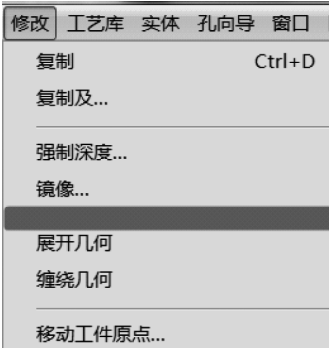 修改 工艺库 实体 孔向导 窗口
复制 Ctrl+D
复制及...
强制深度...
镜像...
展开几何
缠绕几何
移动工件原点...